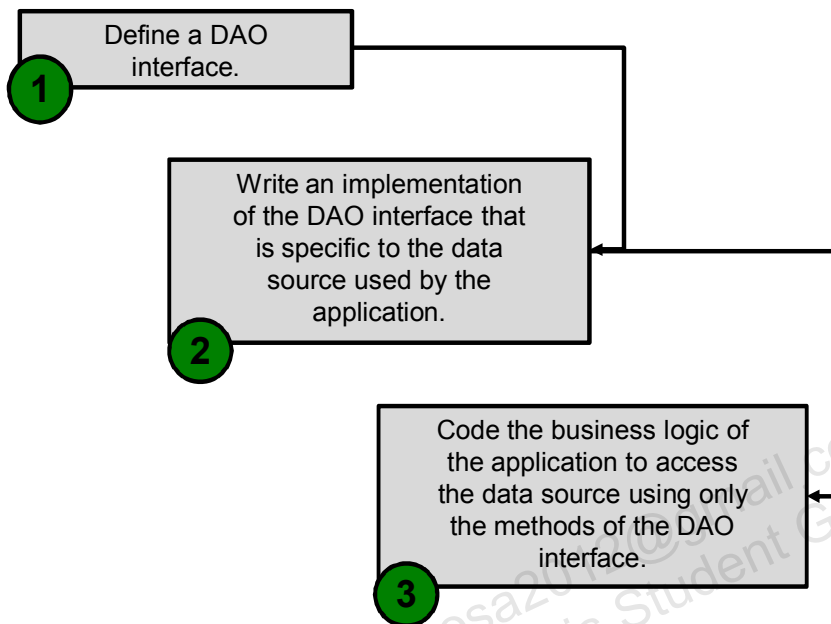 Define a DAO
interface.
1
Write an implementation
of the DAO interface that
is specific to the data
source used by the
application.
2
Code the business logic of
the application to access
the data source using only
the methods of the DAO
interface.
3
Student